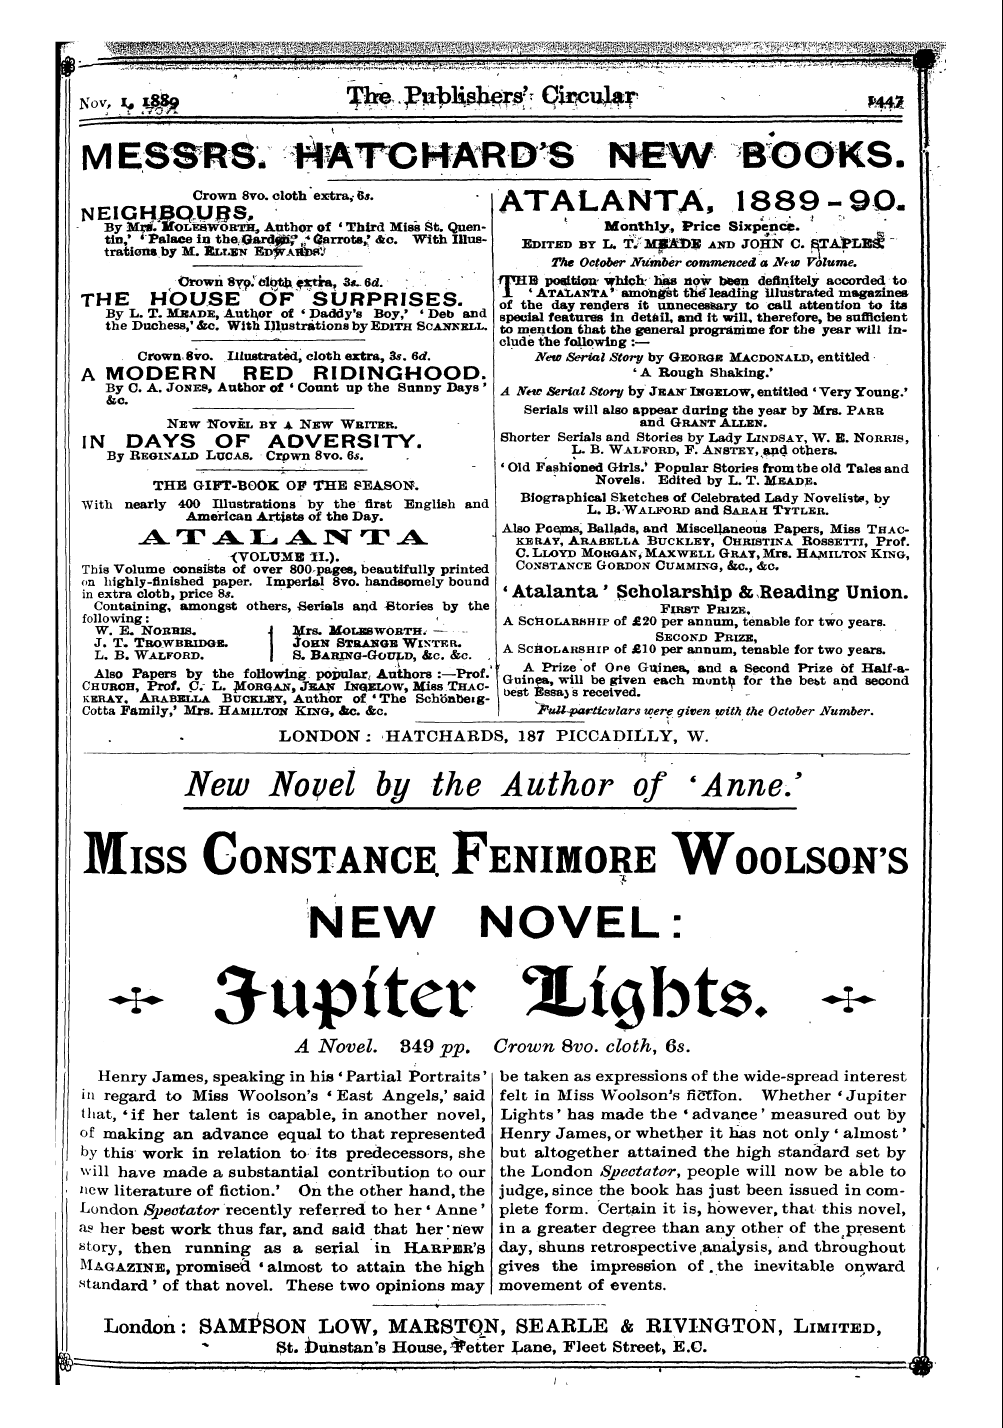 Nov. 1, 1889
The Publishers' Circular
1447
MESSRS. HATCHARD'S NEW BOOKS.
Crown 8vo. cloth extra, 6s.
NEIGHBOURS.
By Mrs. MOLESWORTH, Author of 'Third Miss St. Quen-
tin,' 'Palace in the Garden,' 'Carrots,' &c. With Illus-
trations by M. ELLEN EDWARDS.
Crown 8vo. cloth extra, 3s. 6d.
THE HOUSE OF SURPRISES.
By L. T. MEADE, Author of 'Daddy's Boy,' 'Deb and
the Duchess,' &c. With Illustrations by EDITH SCANNELL.
Crown 8vo. Illustrated, cloth extra, 3s. 6d.
A MODERN RED RIDINGHOOD.
By C. A. JONES, Author of 'Count up the Sunny Days'
&c.
NEW NOVEL BY A NEW WRITER.
IN DAYS OF ADVERSITY.
By REGINALD LUCAS. Crown 8vo. 6s.
THE GIFT-BOOK OF THE SEASON.
With nearly 400 Illustrations by the first English and
American Artists of the Day.
ATALANTA
(VOLUME II.).
This Volume consists of over 800 pages, beautifully printed
on highly-finished paper. Imperial 8vo. handsomely bound
in extra cloth, price 8s.
Containing, amongst others, Serials and Stories by the
following:
W. E. NORRIS. Mrs. MOLESWORTH.
J. T. TROWBRIDGE. JOHN STRANGE WINTER.
L. B. WALFORD. S. BARING-GOULD, &c. &c.
Also Papers by the following popular Authors :—Prof.
CHURCH, Prof. C. L. MORGAN, JEAN INGELOW, Miss THAC-
KERAY, ARABELLA BUCKLEY, Author of 'The Schönberg-
Cotta Family,' Mrs. HAMILTON KING, &c. &c.
ATALANTA, 1889-90.
Monthly, Price Sixpence.
EDITED BY L. T. MEADE AND JOHN C. STAPLES
The October Number commenced a New Volume.
THE position which has now been definitely accorded to
'ATALANTA' amongst the leading illustrated magazines
of the day renders it unnecessary to call attention to its
special features in detail, and it will, therefore, be sufficient
to mention that the general programme for the year will in-
clude the following :—
New Serial Story by GEORGE MACDONALD, entitled
'A Rough Shaking.'
A New Serial Story by JEAN INGELOW, entitled 'Very Young.'
Serials will also appear during the year by Mrs. PARR
and GRANT ALLEN.
Shorter Serials and Stories by Lady LINDSAY, W. E. NORRIS,
L. B. WALFORD, F. ANSTEY, and others.
'Old Fashioned Girls.' Popular Stories from the old Tales and
Novels. Edited by L. T. MEADE.
Biographical Sketches of Celebrated Lady Novelists, by
L. B. WALFORD and SARAH TYTLER.
Also Poems, Ballads, and Miscellaneous Papers, Miss THAC-
KERAY, ARABELLA BUCKLEY, CHRISTINA ROSSETTI, Prof.
C. LLOYD MORGAN, MAXWELL GRAY, Mrs. HAMILTON KING,
CONSTANCE GORDON CUMMING, &c., &c.
'Atalanta' Scholarship & Reading Union.
FIRST PRIZE,
A SCHOLARSHIP of £20 per annum, tenable for two years.
SECOND PRIZE,
A SCHOLARSHIP of £10 per annum, tenable for two years.
A Prize of One Guinea, and a Second Prize of Half-a-
Guinea, will be given each month for the best and second
best Essays received.
Full particulars were given with the October Number.
LONDON: HATCHARDS, 187 PICCADILLY, W.
New Novel by the Author of 'Anne.'
MISS CONSTANCE FENIMORE WOOLSON'S
NEW NOVEL:
Jupiter Lights.
A Novel. 349 pp. Crown 8vo. cloth, 6s.
Henry James, speaking in his 'Partial Portraits'
in regard to Miss Woolson's 'East Angels,' said
that, 'if her talent is capable, in another novel,
of making an advance equal to that represented
by this work in relation to its predecessors, she
will have made a substantial contribution to our
new literature of fiction.' On the other hand, the
London Spectator recently referred to her 'Anne'
as her best work thus far, and said that her new
story, then running as a serial in HARPER'S
MAGAZINE, promised 'almost to attain the high
standard' of that novel. These two opinions may
be taken as expressions of the wide-spread interest
felt in Miss Woolson's fiction. Whether 'Jupiter
Lights' has made the 'advance' measured out by
Henry James, or whether it has not only 'almost'
but altogether attained the high standard set by
the London Spectator, people will now be able to
judge, since the book has just been issued in com-
plete form. Certain it is, however, that this novel,
in a greater degree than any other of the present
day, shuns retrospective analysis, and throughout
gives the impression of the inevitable onward
movement of events.
London: SAMPSON LOW, MARSTON, SEARLE & RIVINGTON, LIMITED,
St. Dunstan's House, Fetter Lane, Fleet Street, E.C.